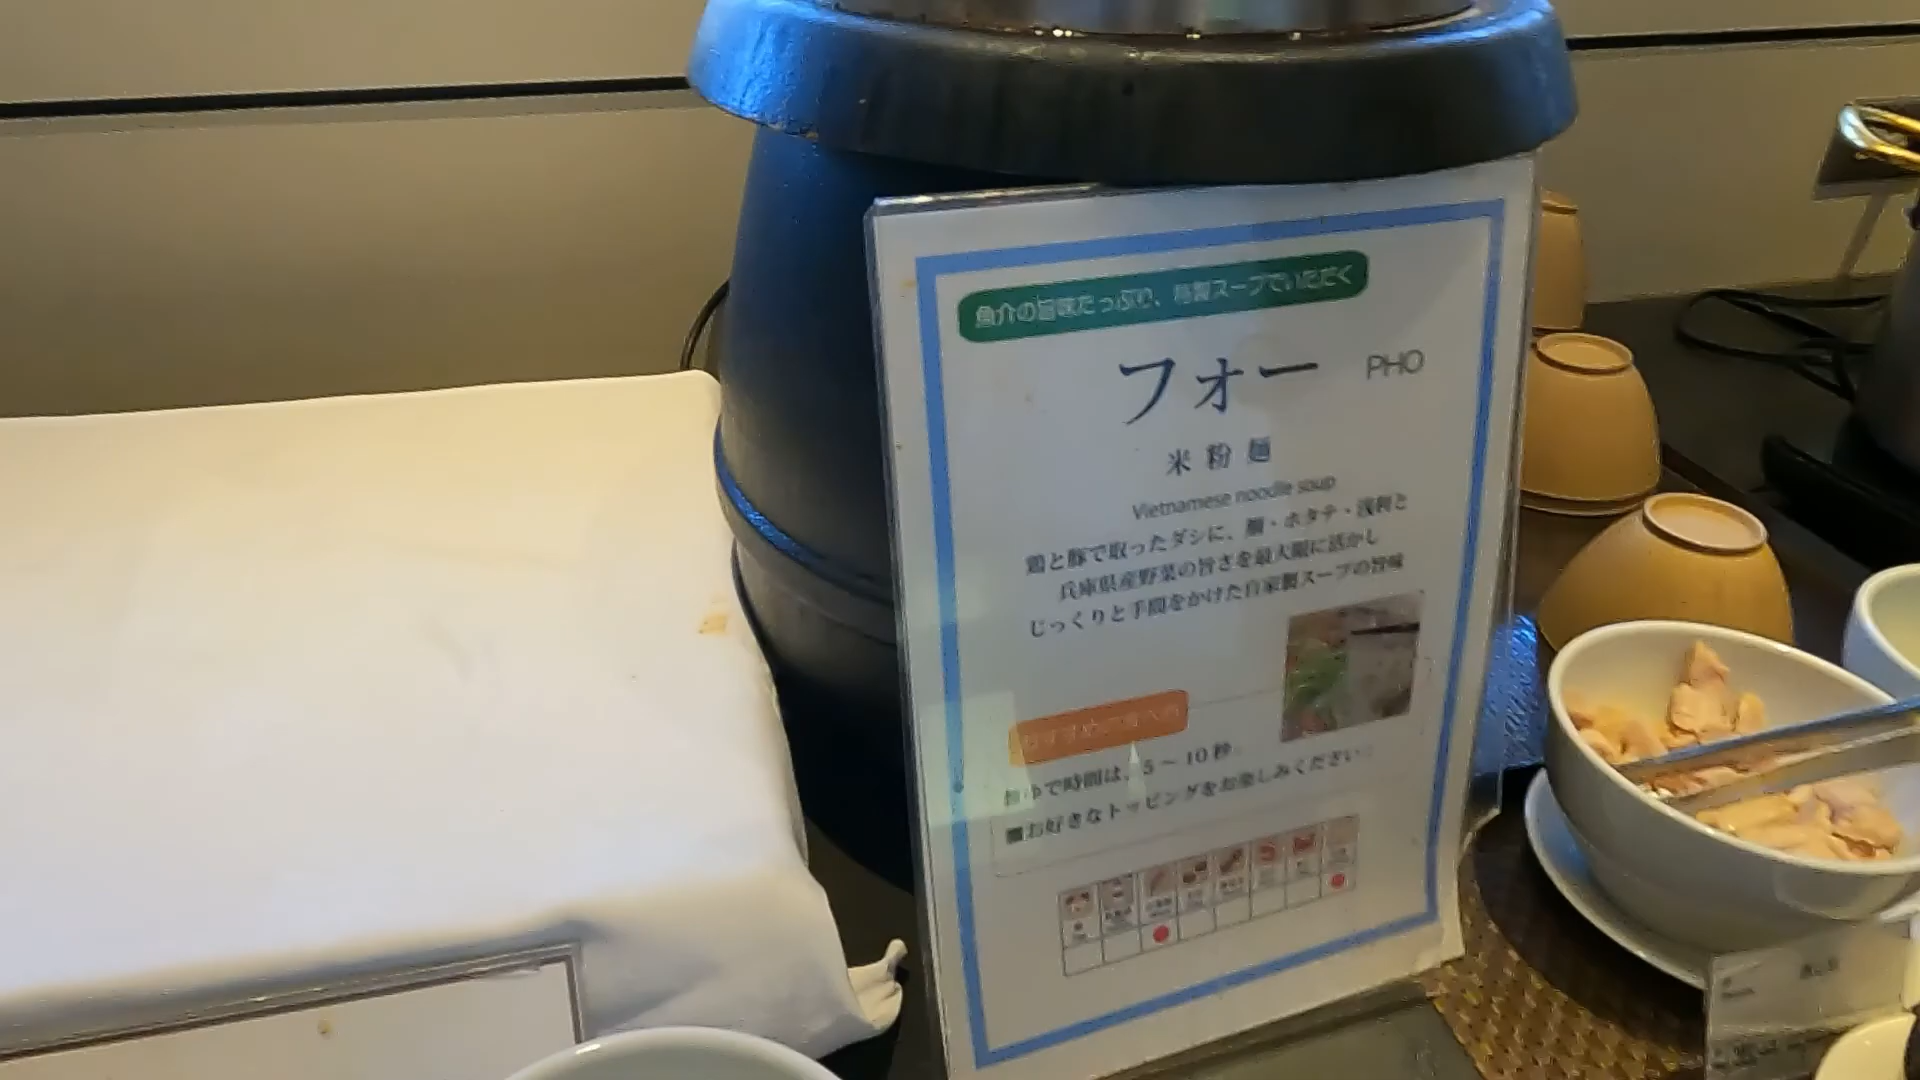 魚介の旨味たっぷり、特製スープでいただく
フォー PHO
米粉麺
Vietnamese noodle soup
鶏と豚で取ったダシに、鯛・ホタテ・浅利と
兵庫県産野菜の旨さを最大限に活かし
じっくりと手間をかけた自家製スープの旨味
ゆで時間は、5～10秒
■お好きなトッピングをお楽しみください